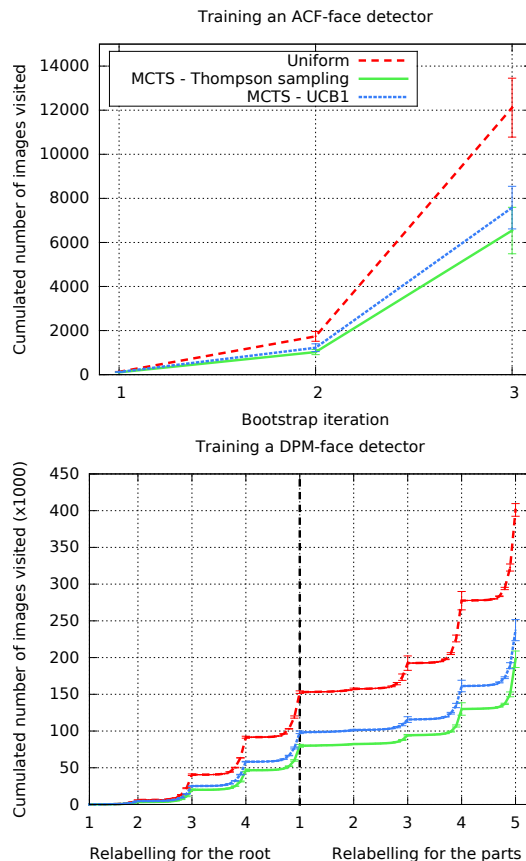 Training an ACF-face detector
Cumulated number of images visited
14000
12000
10000
8000
6000
4000
2000
0
Uniform
MCTS - Thompson sampling
MCTS - UCB1
1 2 3
Bootstrap iteration
Training a DPM-face detector
Cumulated number of images visited (x1000)
450
400
350
300
250
200
150
100
50
0
1 2 3 4 1 2 3 4 5
Relabelling for the root Relabelling for the parts